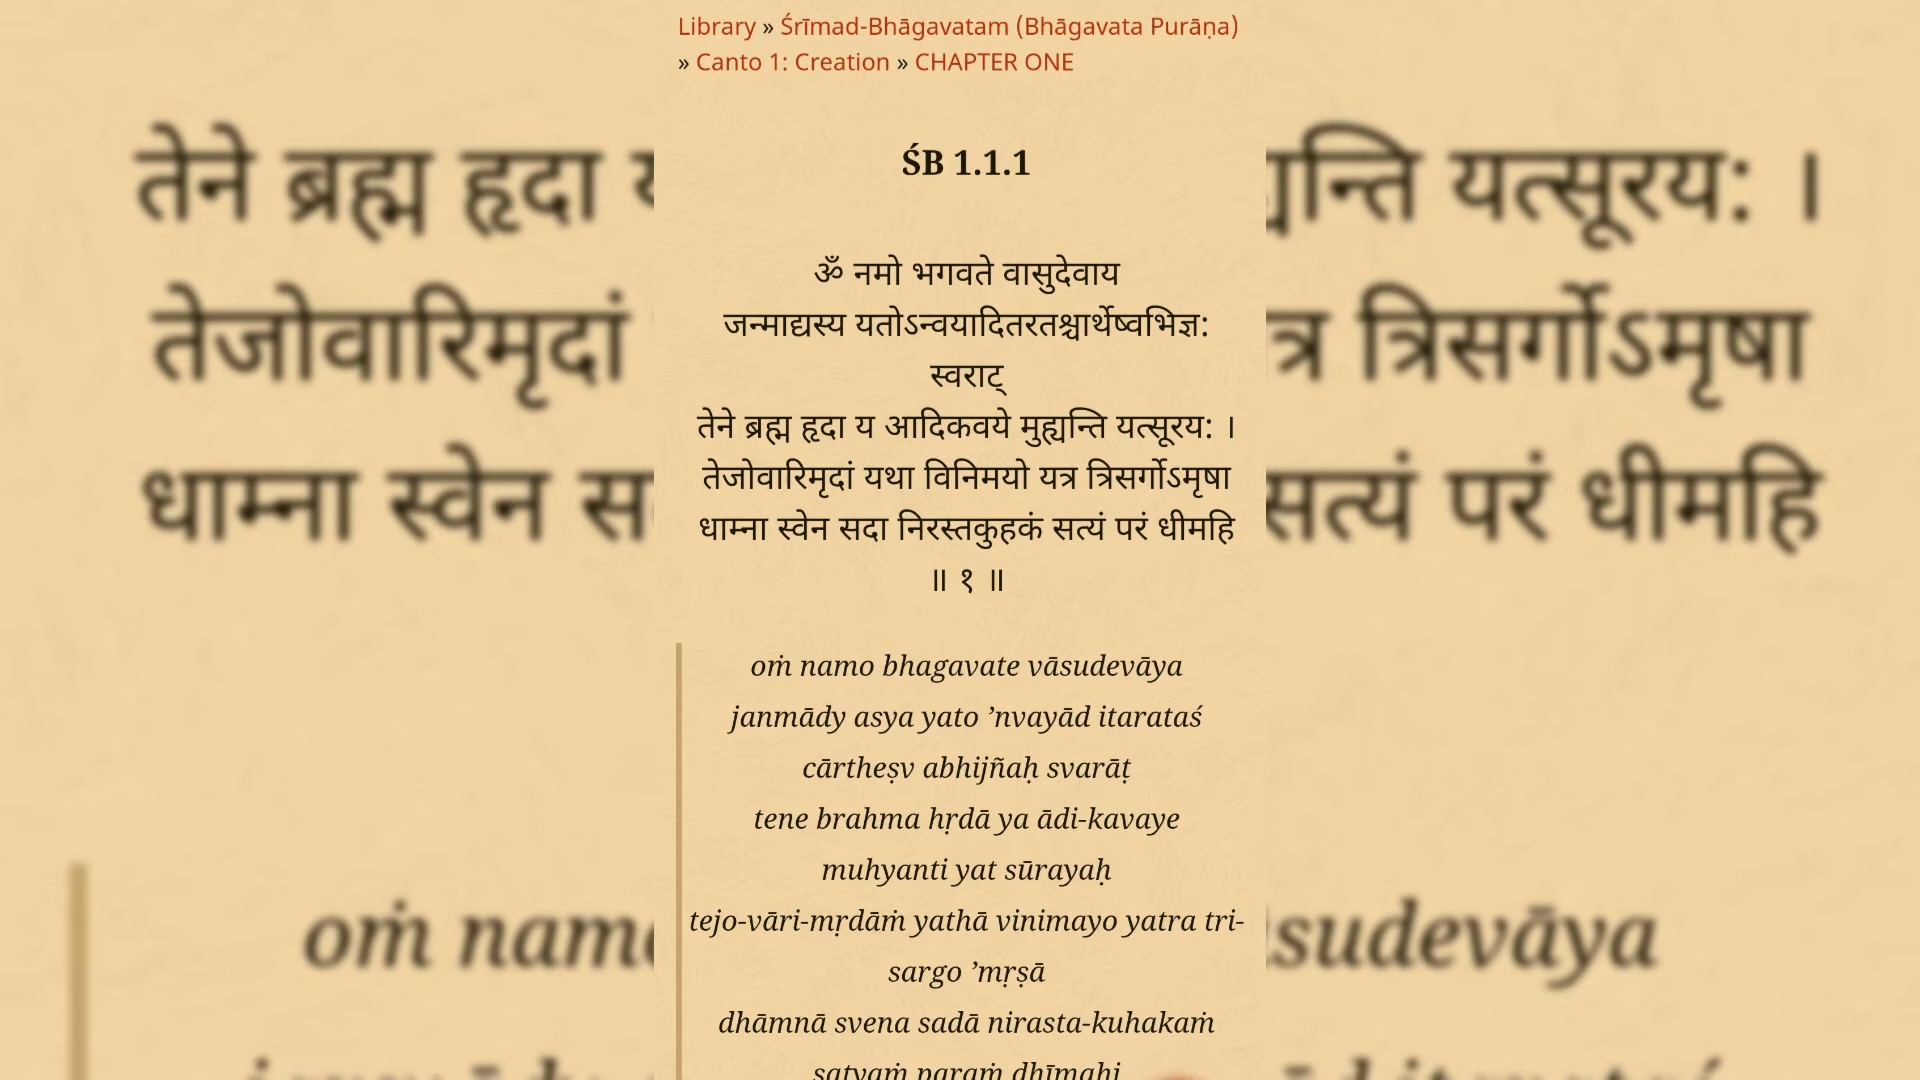 Library » Śrīmad-Bhāgavatam (Bhāgavata Purāṇa)
» Canto 1: Creation » CHAPTER ONE
ŚB 1.1.1
ॐ नमो भगवते वासुदेवाय
जन्माद्यस्य यतोऽन्वयादितरतश्चार्थेष्वभिज्ञ:
स्वराट्
तेने ब्रह्म हृदा य आदिकवये मुह्यन्ति यत्सूरय: ।
तेजोवारिमृदां यथा विनिमयो यत्र त्रिसर्गोऽमृषा
धाम्ना स्वेन सदा निरस्तकुहकं सत्यं परं धीमहि
॥ १ ॥
oṁ namo bhagavate vāsudevāya
janmādy asya yato ’nvayād itarataś
cārtheṣv abhijñaḥ svarāṭ
tene brahma hṛdā ya ādi-kavaye
muhyanti yat sūrayaḥ
tejo-vāri-mṛdāṁ yathā vinimayo yatra tri-
sargo ’mṛṣā
dhāmnā svena sadā nirasta-kuhakaṁ
satyaṁ paraṁ dhīmahi